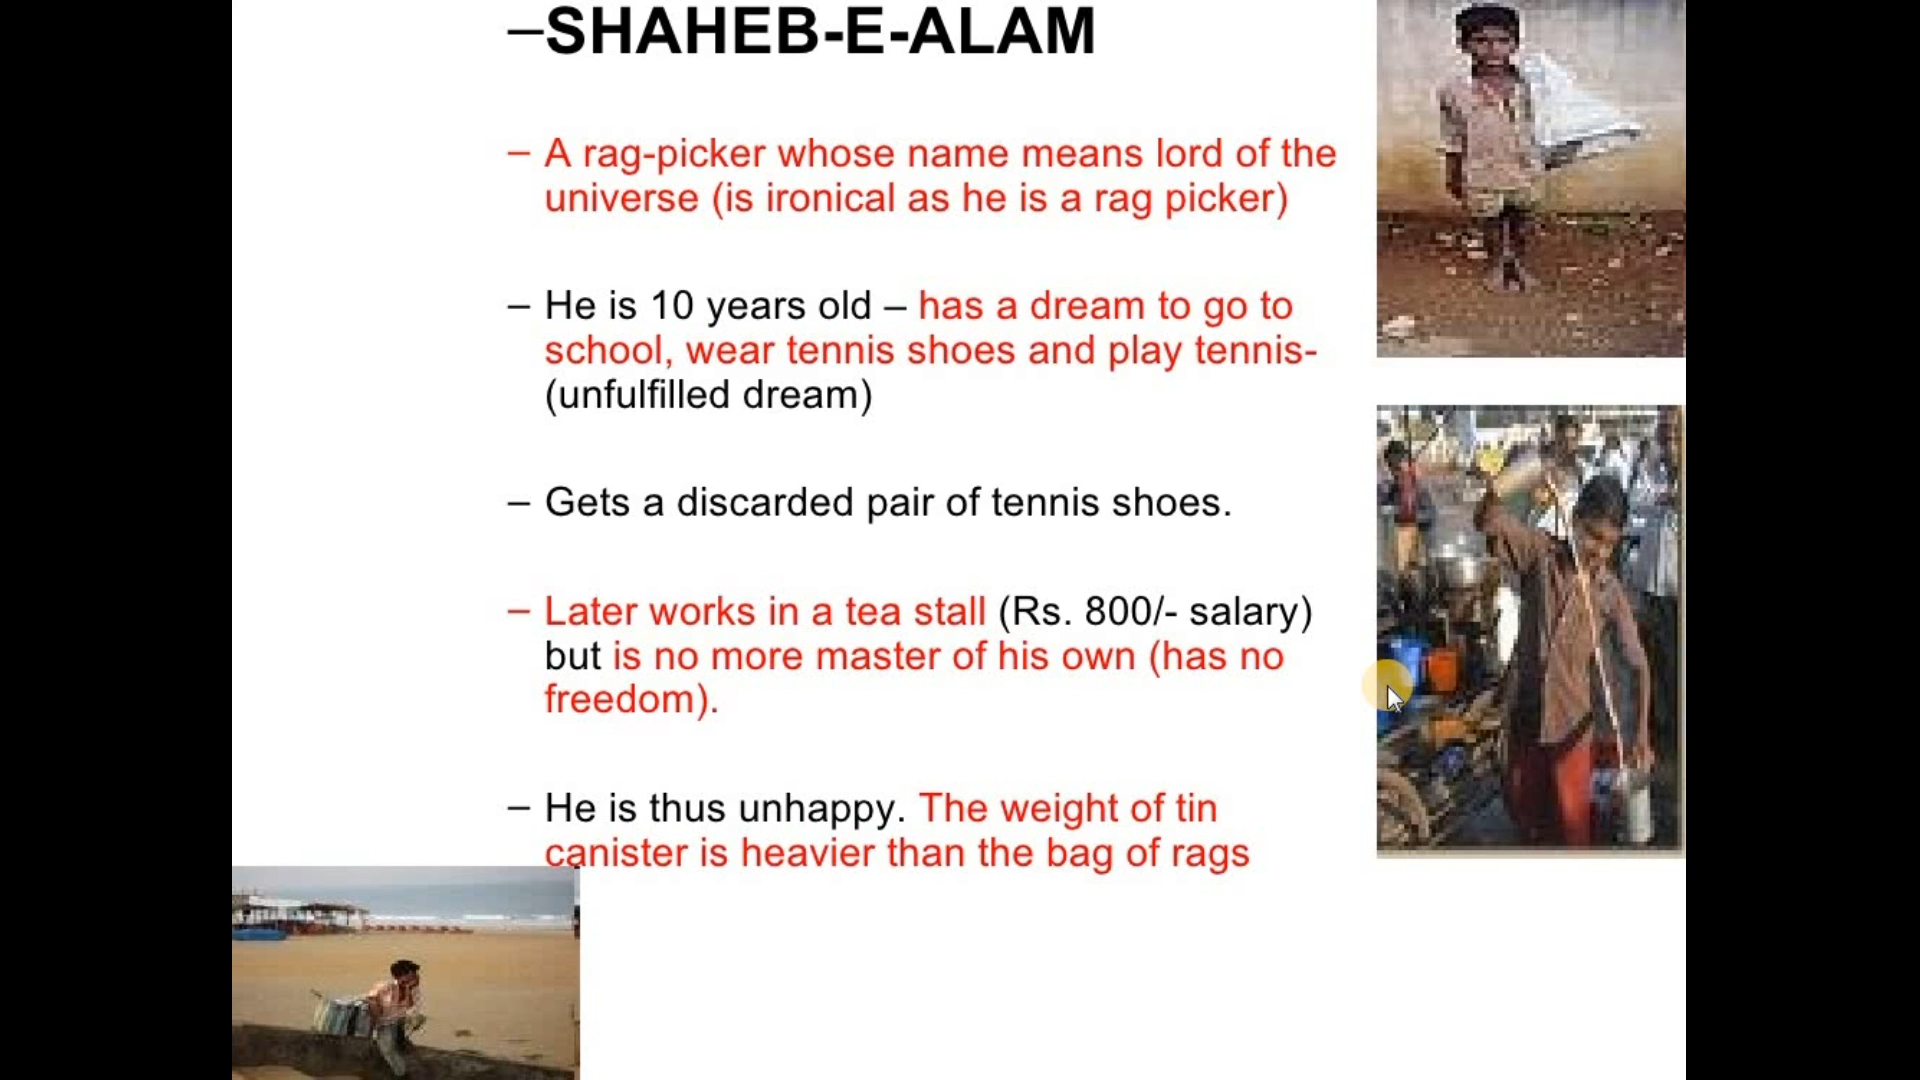 –SHAHEB-E-ALAM
– A rag-picker whose name means lord of the
universe (is ironical as he is a rag picker)
– He is 10 years old – has a dream to go to
school, wear tennis shoes and play tennis-
(unfulfilled dream)
– Gets a discarded pair of tennis shoes.
– Later works in a tea stall (Rs. 800/- salary)
but is no more master of his own (has no
freedom).
– He is thus unhappy. The weight of tin
canister is heavier than the bag of rags